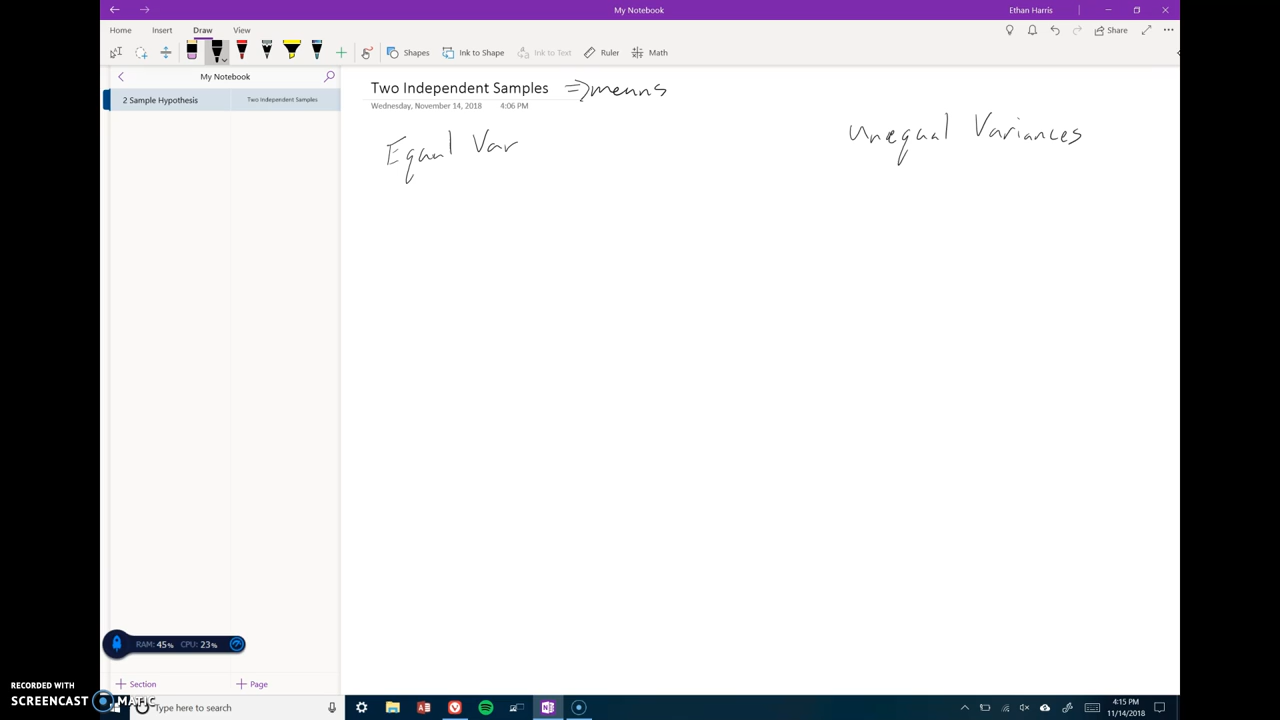 My Notebook
Ethan Harris
Home Insert Draw View
Share
Shapes Ink to Shape Ink to Text Ruler Math
My Notebook
2 Sample Hypothesis
Two Independent Samples
Two Independent Samples => means
Wednesday, November 14, 2018 4:06 PM
Equal Var
Unequal Variances
RAM: 45% CPU: 23%
+ Section + Page
RECORDED WITH
SCREENCAST MATIC
Type here to search
4:15 PM
11/14/2018